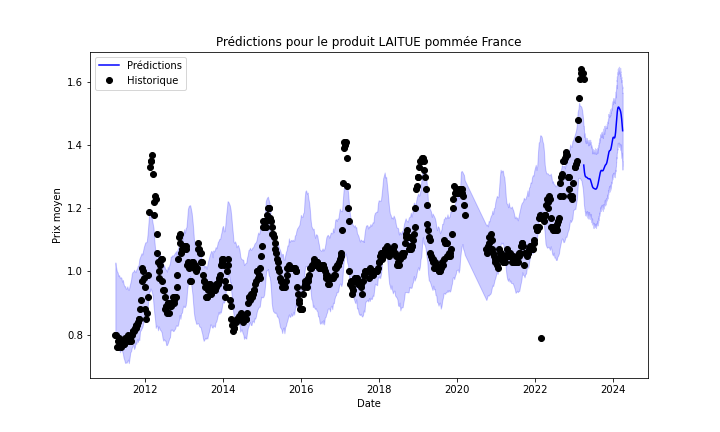 Prédictions pour le produit LAITUE pommée France
Prédictions
Historique
Prix moyen
1.6
1.4
1.2
1.0
0.8
2012 2014 2016 2018 2020 2022 2024
Date